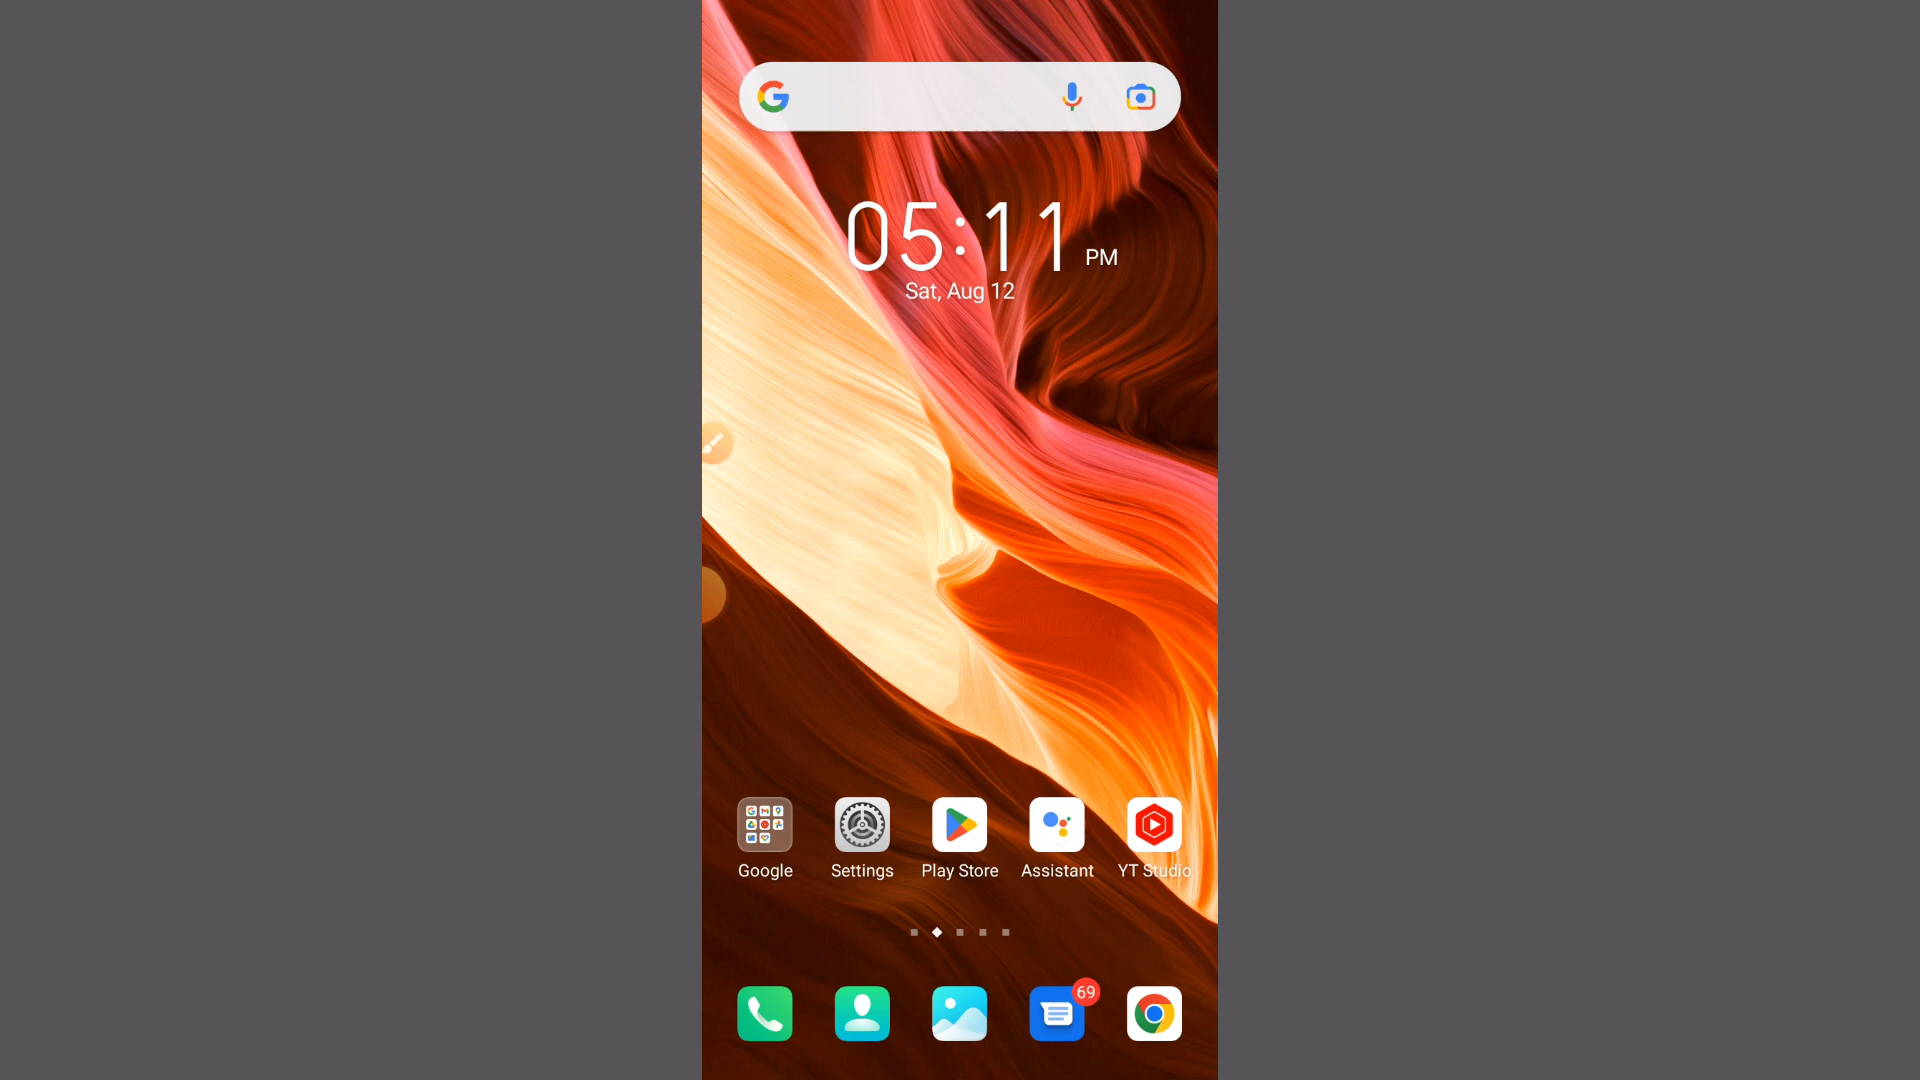 05:11 PM
Sat, Aug 12
Google
Settings
Play Store
Assistant
YT Studio
69